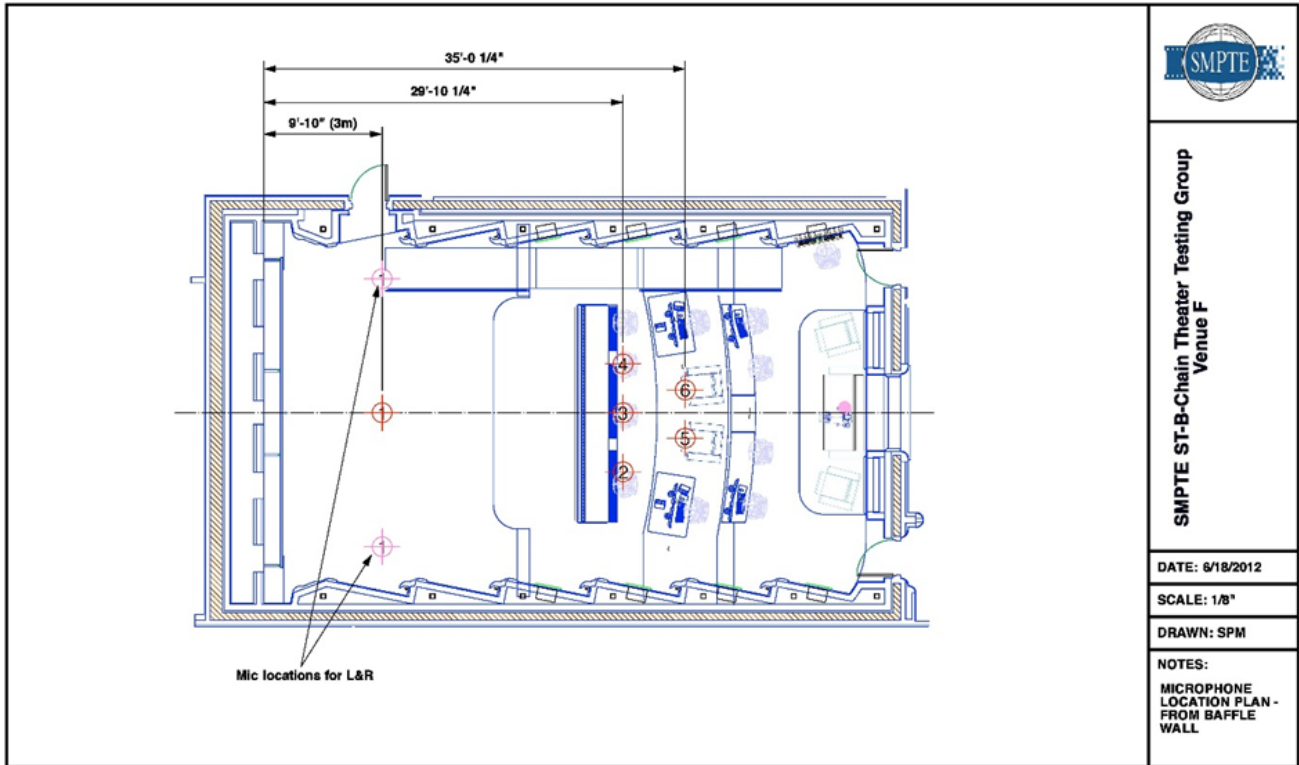 35'-0 1/4"
29'-10 1/4"
9'-10" (3m)
1
4
6
1
3
5
2
1
Mic locations for L&R
SMPTE
SMPTE ST-B-Chain Theater Testing Group
Venue F
DATE: 6/18/2012
SCALE: 1/8"
DRAWN: SPM
NOTES:
MICROPHONE
LOCATION PLAN -
FROM BAFFLE
WALL